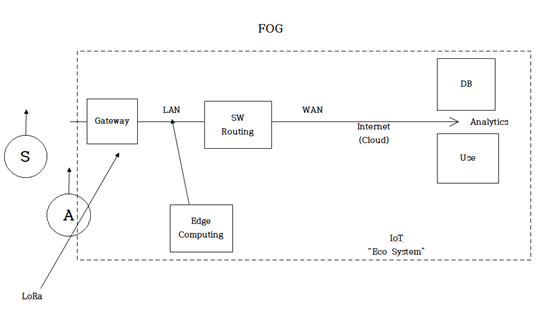 FOG
DB
LAN
WAN
Gateway
SW
Routing
Internet
(Cloud)
Analytics
S
Use
A
Edge
Computing
IoT
"Eco System"
LoRa